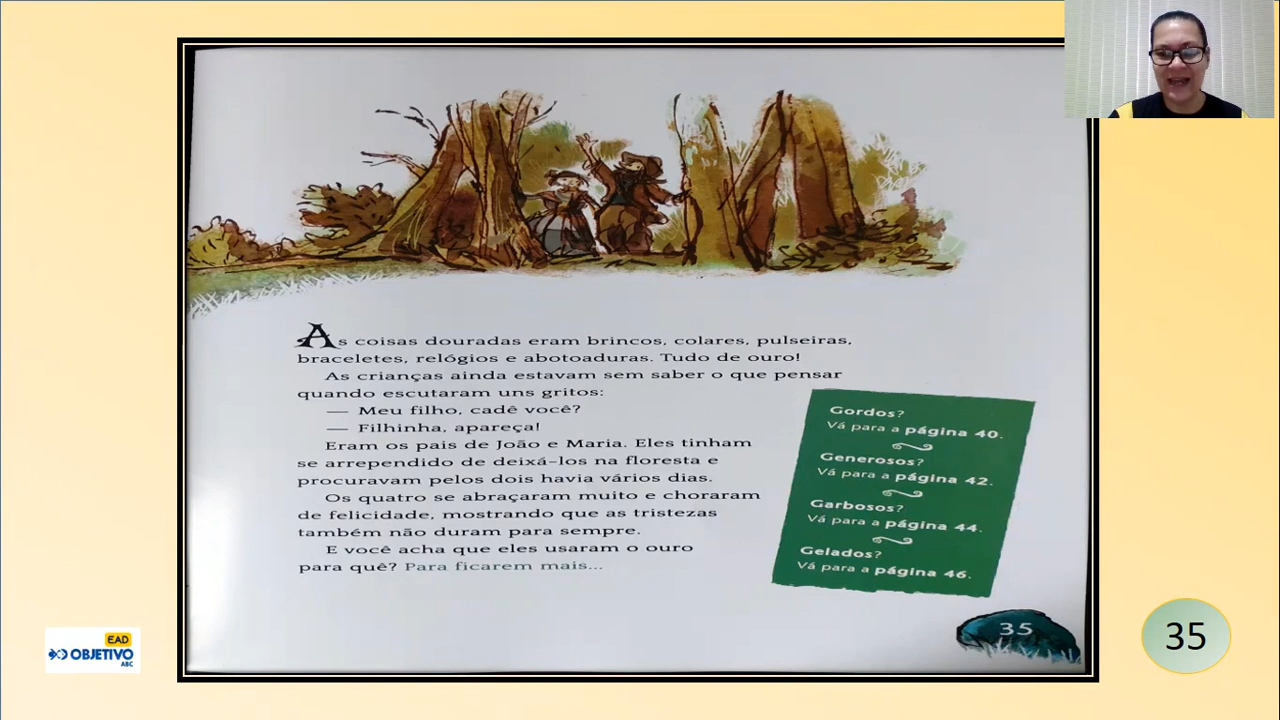 As coisas douradas eram brincos, colares, pulseiras,
braceletes, relógios e abotoaduras. Tudo de ouro!
As crianças ainda estavam sem saber o que pensar
quando escutaram uns gritos:
— Meu filho, cadê você?
— Filhinha, apareça!
Eram os pais de João e Maria. Eles tinham
se arrependido de deixá-los na floresta e
procuravam pelos dois havia vários dias.
Os quatro se abraçaram muito e choraram
de felicidade, mostrando que as tristezas
também não duram para sempre.
E você acha que eles usaram o ouro
para quê? Para ficarem mais...
Gordos?
Vá para a página 40.
Generosos?
Vá para a página 42.
Garbosos?
Vá para a página 44.
Gelados?
Vá para a página 46.
35
EAD
OBJETIVO
ABC
35